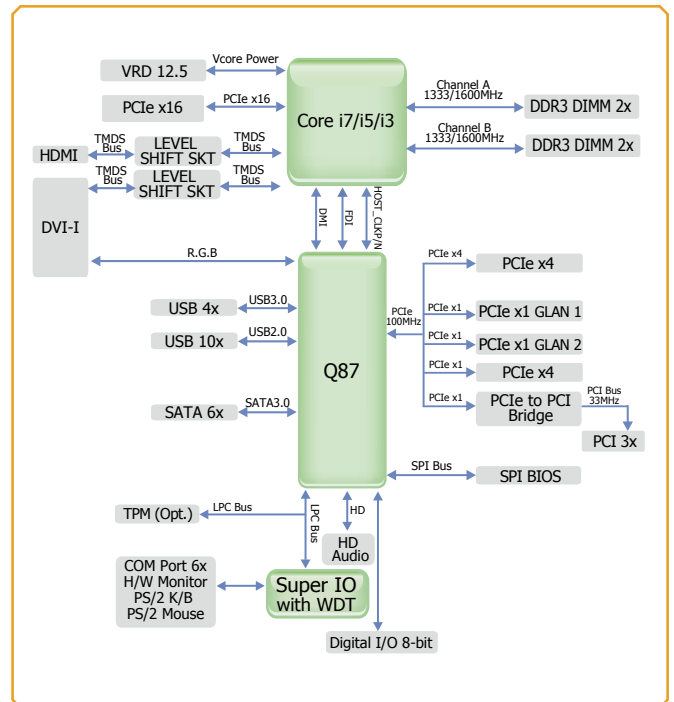 Vcore Power
VRD 12.5
PCIe x16
PCIe x16
Core i7/i5/i3
Channel A
1333/1600MHz
DDR3 DIMM 2x
Channel B
1333/1600MHz
DDR3 DIMM 2x
HDMI
TMDS
Bus
LEVEL
SHIFT SKT
TMDS
Bus
TMDS
Bus
LEVEL
SHIFT SKT
TMDS
Bus
DVI-I
DMI
FDI
HOST_CLKP/N
R.G.B
Q87
USB 4x
USB3.0
USB 10x
USB2.0
SATA 6x
SATA3.0
PCIe
100MHz
PCIe x4
PCIe x4
PCIe x1
PCIe x1 GLAN 1
PCIe x1
PCIe x1 GLAN 2
PCIe x1
PCIe x4
PCIe x1
PCIe to PCI
Bridge
PCI Bus
33MHz
PCI 3x
SPI Bus
SPI BIOS
TPM (Opt.)
LPC Bus
LPC Bus
HD
HD
Audio
COM Port 6x
H/W Monitor
PS/2 K/B
PS/2 Mouse
Super IO
with WDT
Digital I/O 8-bit